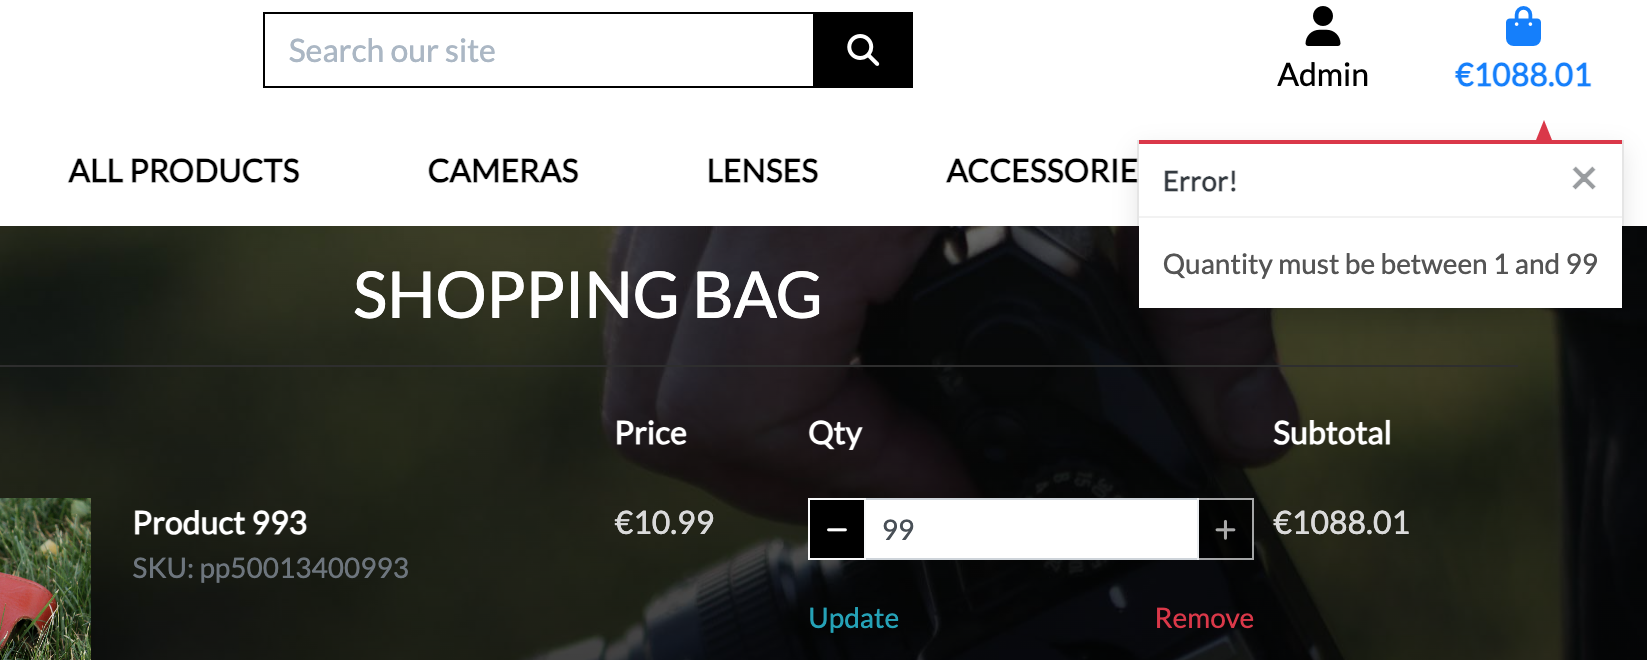 Search our site
Admin
€1088.01
ALL PRODUCTS
CAMERAS
LENSES
ACCESSORIE
Error!
Quantity must be between 1 and 99
SHOPPING BAG
Price
Qty
Subtotal
Product 993
€10.99
99
€1088.01
SKU: pp50013400993
Update
Remove